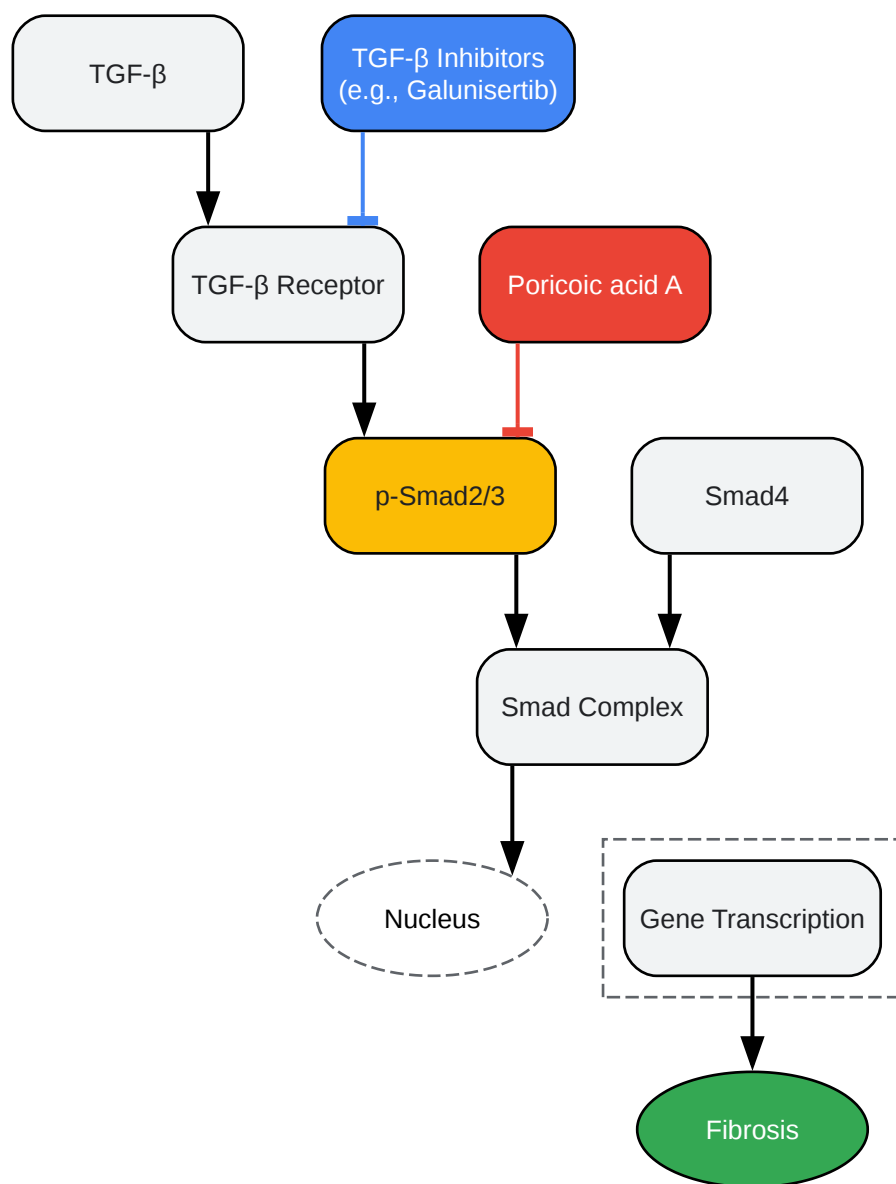 TGF-β
TGF-β Inhibitors
(e.g., Galunisertib)
TGF-β Receptor
Poricoic acid A
p-Smad2/3
Smad4
Smad Complex
Nucleus
Gene Transcription
Fibrosis